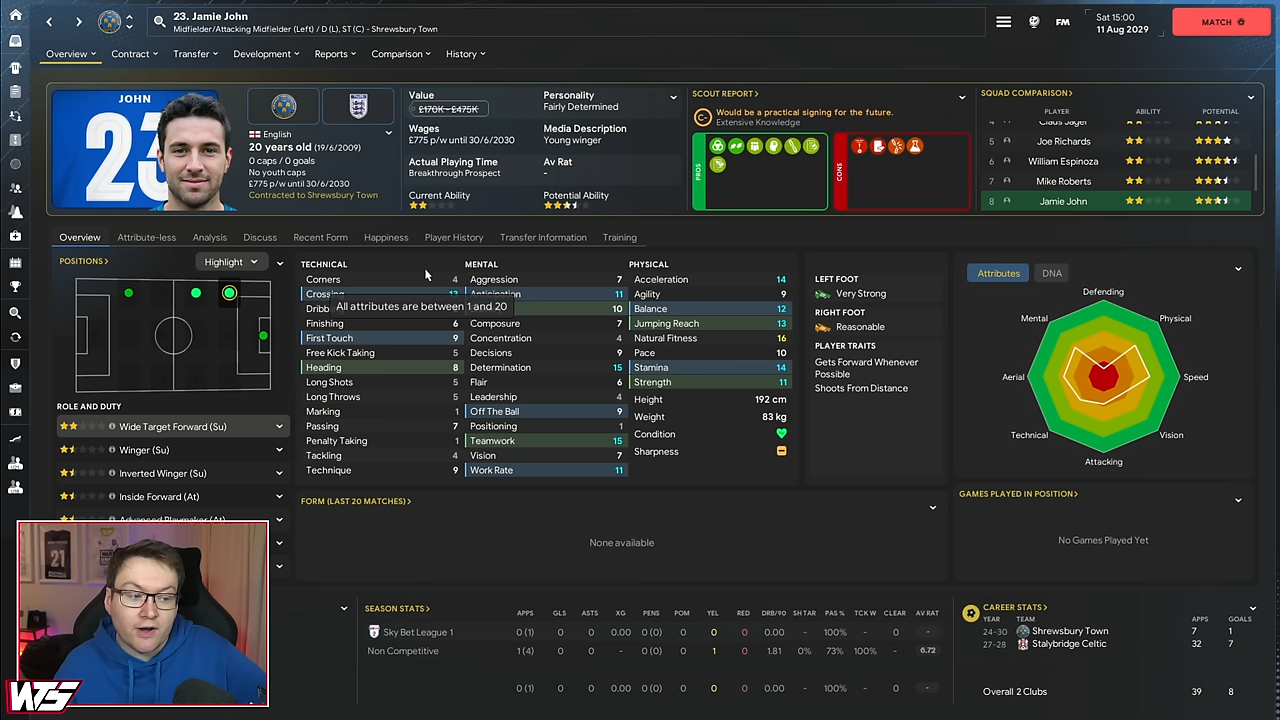 23. Jamie John
Midfielder/Attacking Midfielder (Left) / D (L), ST (C) - Shrewsbury Town
FM
Sat 15:00
11 Aug 2029
MATCH
Overview
Contract
Transfer
Development
Reports
Comparison
History
JOHN
23
English
20 years old (19/6/2009)
0 caps / 0 goals
No youth caps
£775 p/w until 30/6/2030
Contracted to Shrewsbury Town
Value
£170K - £475K
Wages
£775 p/w until 30/6/2030
Actual Playing Time
Breakthrough Prospect
Current Ability
Personality
Fairly Determined
Media Description
Young winger
Av Rat
-
Potential Ability
SCOUT REPORT >
C-
Would be a practical signing for the future.
Extensive Knowledge
PROS
CONS
SQUAD COMPARISON >
PLAYER ABILITY POTENTIAL
5 Joe Richards
6 William Espinoza
7 Mike Roberts
8 Jamie John
Overview
Attribute-less
Analysis
Discuss
Recent Form
Happiness
Player History
Transfer Information
Training
POSITIONS >
Highlight
ROLE AND DUTY
Wide Target Forward (Su)
Winger (Su)
Inverted Winger (Su)
Inside Forward (At)
Advanced Playmaker (At)
TECHNICAL
Corners 4
Crossing 12
Dribb
Finishing 6
First Touch 9
Free Kick Taking 5
Heading 8
Long Shots 5
Long Throws 5
Marking 1
Passing 7
Penalty Taking 1
Tackling 4
Technique 9
All attributes are between 1 and 20
MENTAL
Aggression 7
Anticipation 11
10
Composure 7
Concentration 4
Decisions 9
Determination 15
Flair 6
Leadership 4
Off The Ball 9
Positioning 1
Teamwork 15
Vision 7
Work Rate 11
PHYSICAL
Acceleration 14
Agility 9
Balance 12
Jumping Reach 13
Natural Fitness 16
Pace 10
Stamina 14
Strength 11
Height 192 cm
Weight 83 kg
Condition
Sharpness
LEFT FOOT
Very Strong
RIGHT FOOT
Reasonable
PLAYER TRAITS
Gets Forward Whenever
Possible
Shoots From Distance
Attributes
DNA
Defending
Physical
Speed
Vision
Attacking
Technical
Aerial
Mental
FORM (LAST 20 MATCHES) >
None available
GAMES PLAYED IN POSITION >
No Games Played Yet
SEASON STATS > APPS GLS ASTS XG PENS POM YEL RED DRB/90 SH TAR PAS % TCK W CLEAR AV RAT
Sky Bet League 1 0 (1) 0 0 0.00 0 (0) 0 0 0 0.00 - 100% - 0 -
Non Competitive 1 (4) 0 0 - 0 (0) 0 1 0 1.81 0% 73% 100% - 6.72
0 (1) 0 0 0.00 0 (0) 0 0 0 0.00 - 100% - 0 -
CAREER STATS >
YEAR TEAM APPS GOALS
24-30 Shrewsbury Town 7 1
27-28 Stalybridge Celtic 32 7
Overall 2 Clubs 39 8
21
WTS